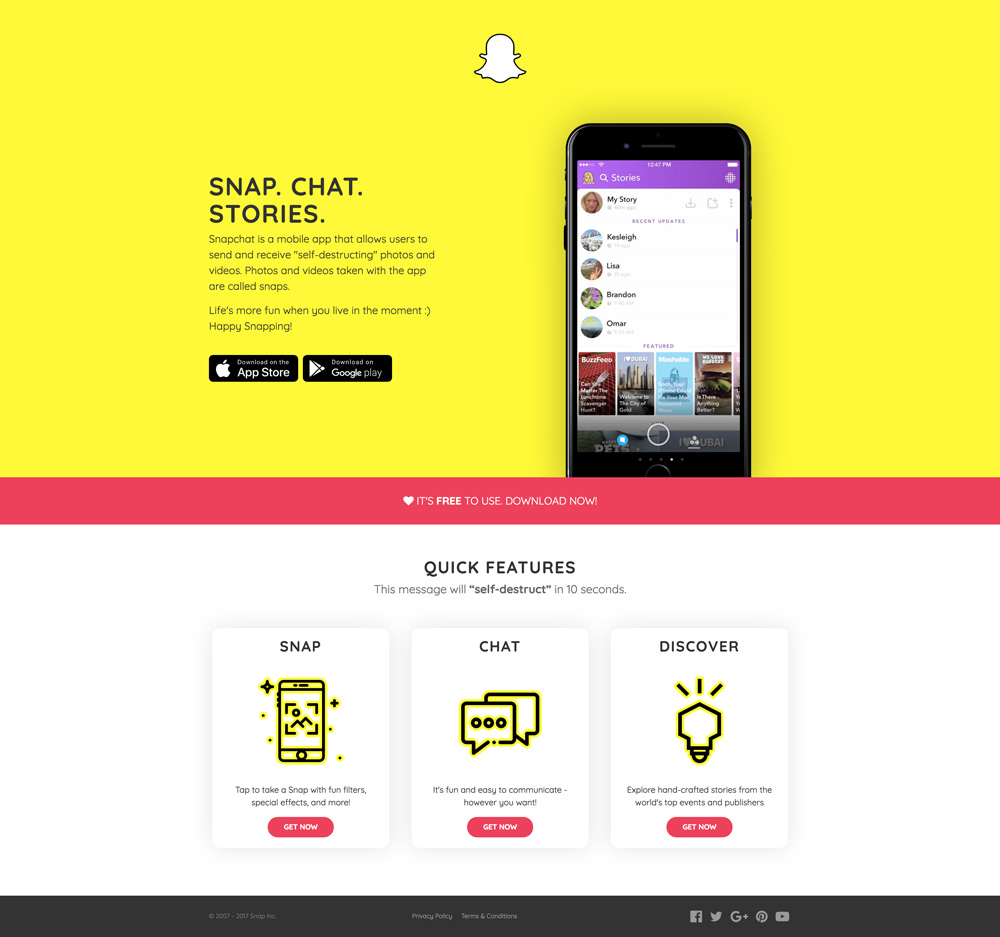 SNAP. CHAT.
STORIES.
Snapchat is a mobile app that allows users to
send and receive "self-destructing" photos and
videos. Photos and videos taken with the app
are called snaps.
Life's more fun when you live in the moment :)
Happy Snapping!
Download on the
App Store
Download on
Google play
12:47 PM
Stories
My Story
RECENT UPDATES
Kesleigh
Lisa
Brandon
Omar
FEATURED
BuzzFeed
Can You
Master The
Lunchtime
Scavenger
Hunt?
I♥DUBAI
Welcome to
The City of
Gold
Mashable
WE LOVE
BURGERS
Is There
Anything
Better?
PETS
I♥DUBAI
IT'S FREE TO USE. DOWNLOAD NOW!
QUICK FEATURES
This message will “self-destruct” in 10 seconds.
SNAP
Tap to take a Snap with fun filters,
special effects, and more!
GET NOW
CHAT
It's fun and easy to communicate -
however you want!
GET NOW
DISCOVER
Explore hand-crafted stories from the
world's top events and publishers
GET NOW
© 2007 - 2017 Snap Inc.
Privacy Policy Terms & Conditions